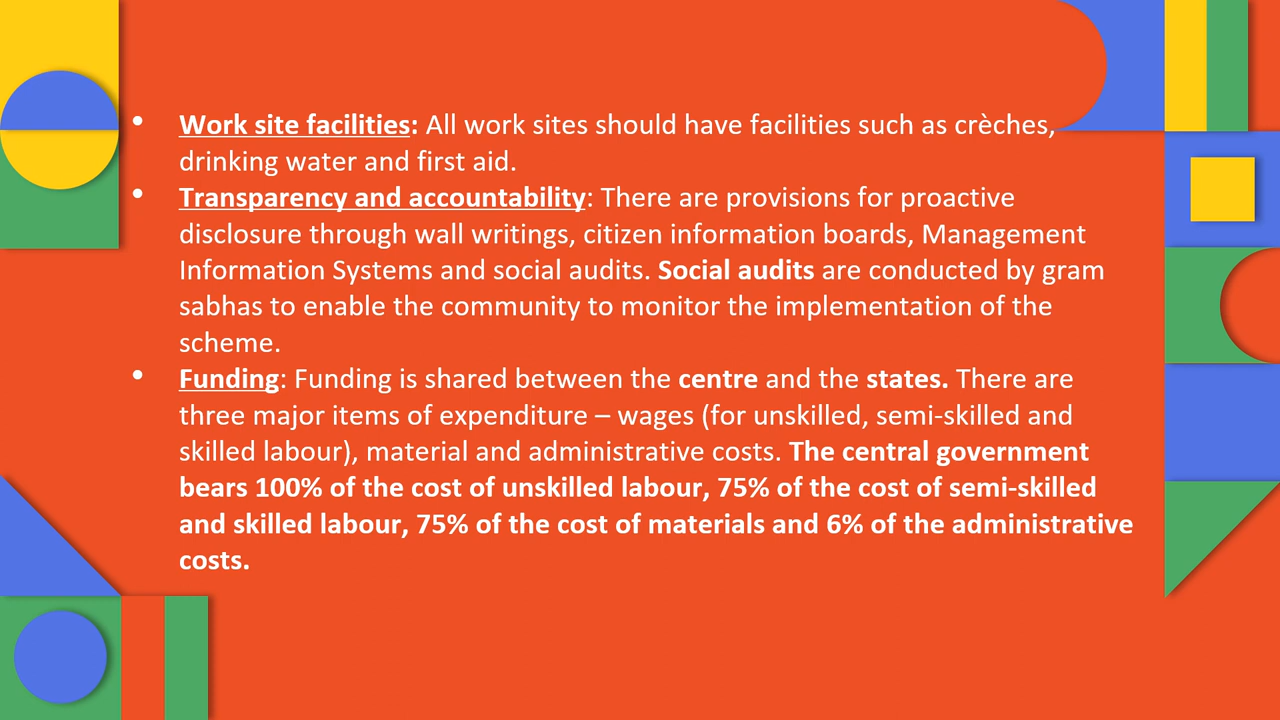 • Work site facilities: All work sites should have facilities such as crèches,
drinking water and first aid.
• Transparency and accountability: There are provisions for proactive
disclosure through wall writings, citizen information boards, Management
Information Systems and social audits. Social audits are conducted by gram
sabhas to enable the community to monitor the implementation of the
scheme.
• Funding: Funding is shared between the centre and the states. There are
three major items of expenditure – wages (for unskilled, semi-skilled and
skilled labour), material and administrative costs. The central government
bears 100% of the cost of unskilled labour, 75% of the cost of semi-skilled
and skilled labour, 75% of the cost of materials and 6% of the administrative
costs.